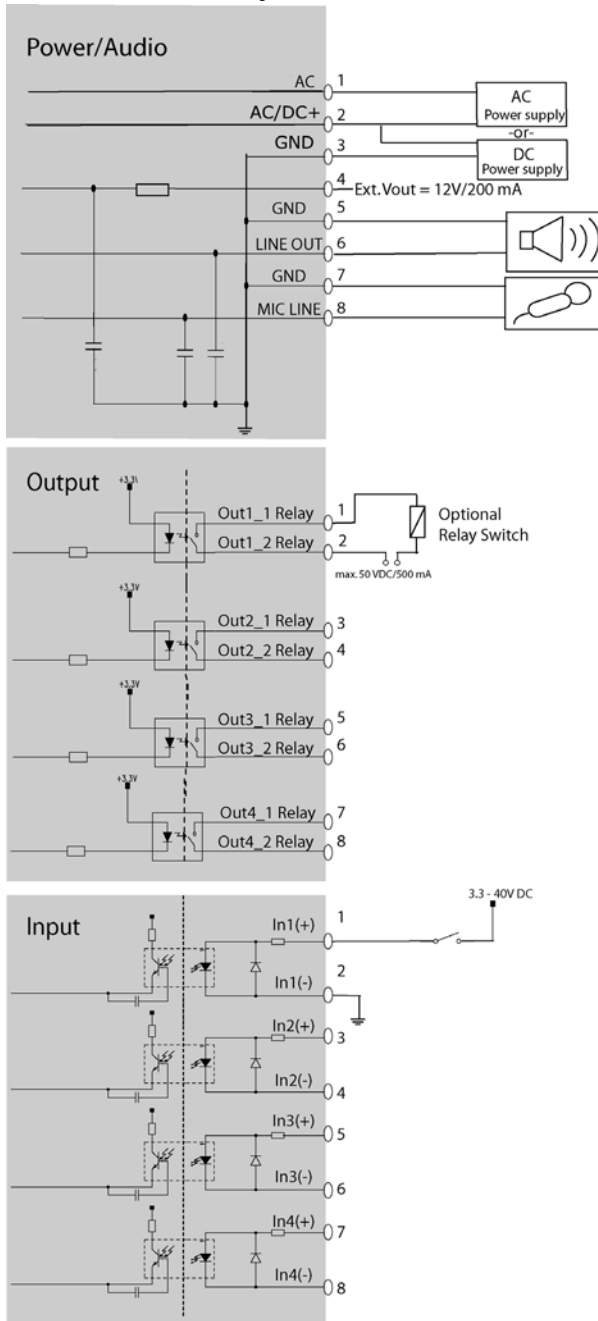 Power/Audio
AC
1
AC
Power supply
AC/DC+
2
-or-
GND
3
DC
Power supply
4
Ext.Vout = 12V/200 mA
GND
5
LINE OUT
6
GND
7
MIC LINE
8
Output
Out1_1 Relay
1
Optional
Relay Switch
Out1_2 Relay
2
max. 50 VDC/500 mA
+3.3V
Out2_1 Relay
3
Out2_2 Relay
4
+3.3V
Out3_1 Relay
5
Out3_2 Relay
6
+3.3V
Out4_1 Relay
7
Out4_2 Relay
8
Input
3.3 - 40V DC
In1(+)
1
In1(-)
2
In2(+)
3
In2(-)
4
In3(+)
5
In3(-)
6
In4(+)
7
In4(-)
8